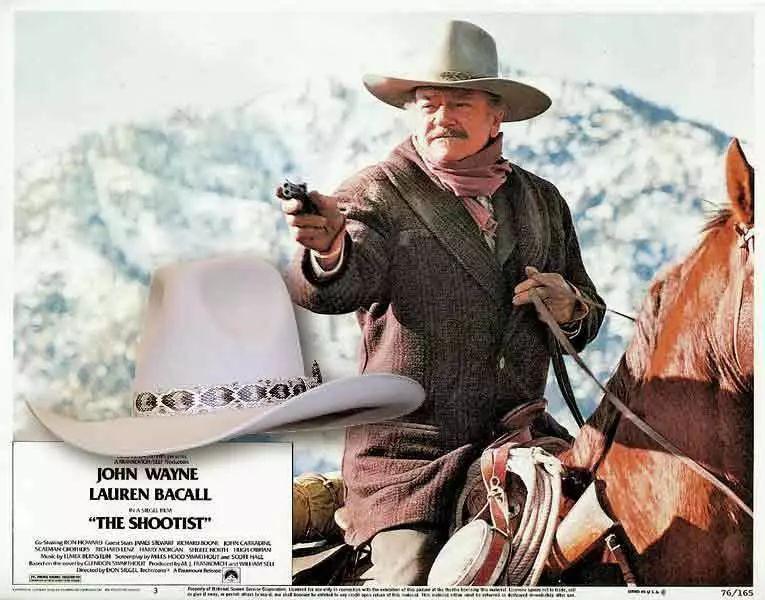 JOHN WAYNE
LAUREN BACALL
IN A SIEGEL FILM
"THE SHOOTIST"
Co-Starring RON HOWARD Guest Stars JAMES STEWART RICHARD BOONE JOHN CARRADINE
SCATMAN CROTHERS RICHARD LENZ HARRY MORGAN SHEREE NORTH HUGH O'BRIAN
Music by ELMER BERNSTEIN Screenplay by MILES HOOD SWARTHOUT and SCOTT HALE
Based on the novel by GLENDON SWARTHOUT Produced by M. J. FRANKOVICH and WILLIAM SELF
Directed by DON SIEGEL Technicolor® A Paramount Release
3
76/165